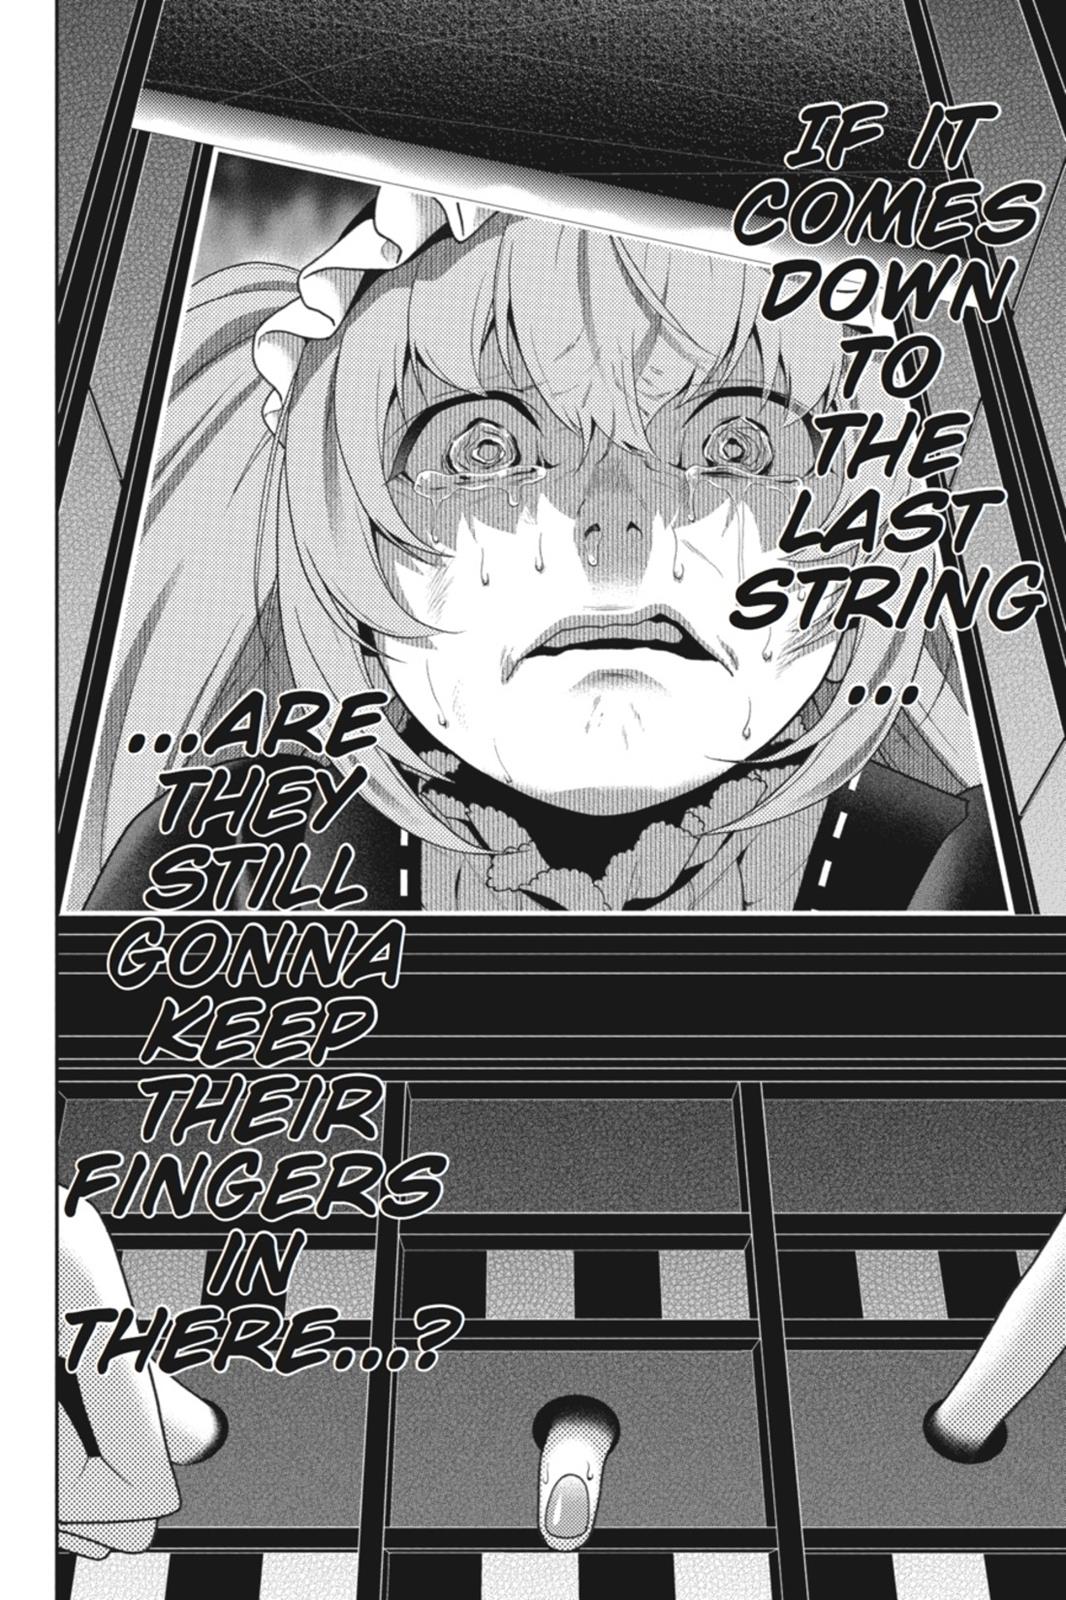 IF IT
COMES
DOWN
TO
THE
LAST
STRING
...
...ARE
THEY
STILL
GONNA
KEEP
THEIR
FINGERS
IN
THERE...?